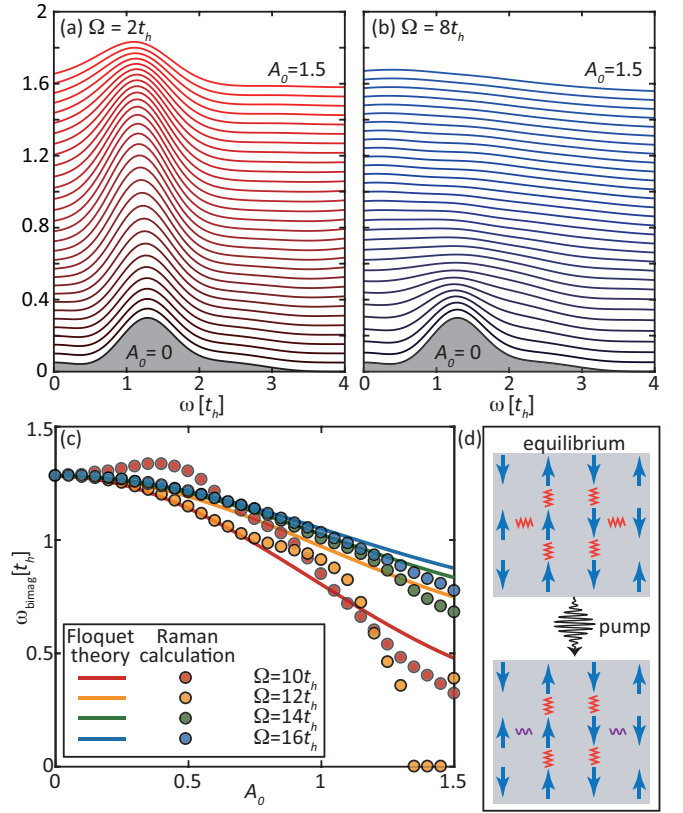 (a) Ω = 2t_h
A_0=1.5
A_0= 0
1.6
1.2
0.8
0.4
0
0 1 2 3 4
ω [t_h]
(b) Ω = 8t_h
A_0=1.5
A_0= 0
0 1 2 3 4
ω [t_h]
(c)
1.5
1
0.5
0
ω_bimag[t_h]
Floquet theory
Raman calculation
Ω=10t_h
Ω=12t_h
Ω=14t_h
Ω=16t_h
0 0.5 1 1.5
A_0
(d)
equilibrium
pump